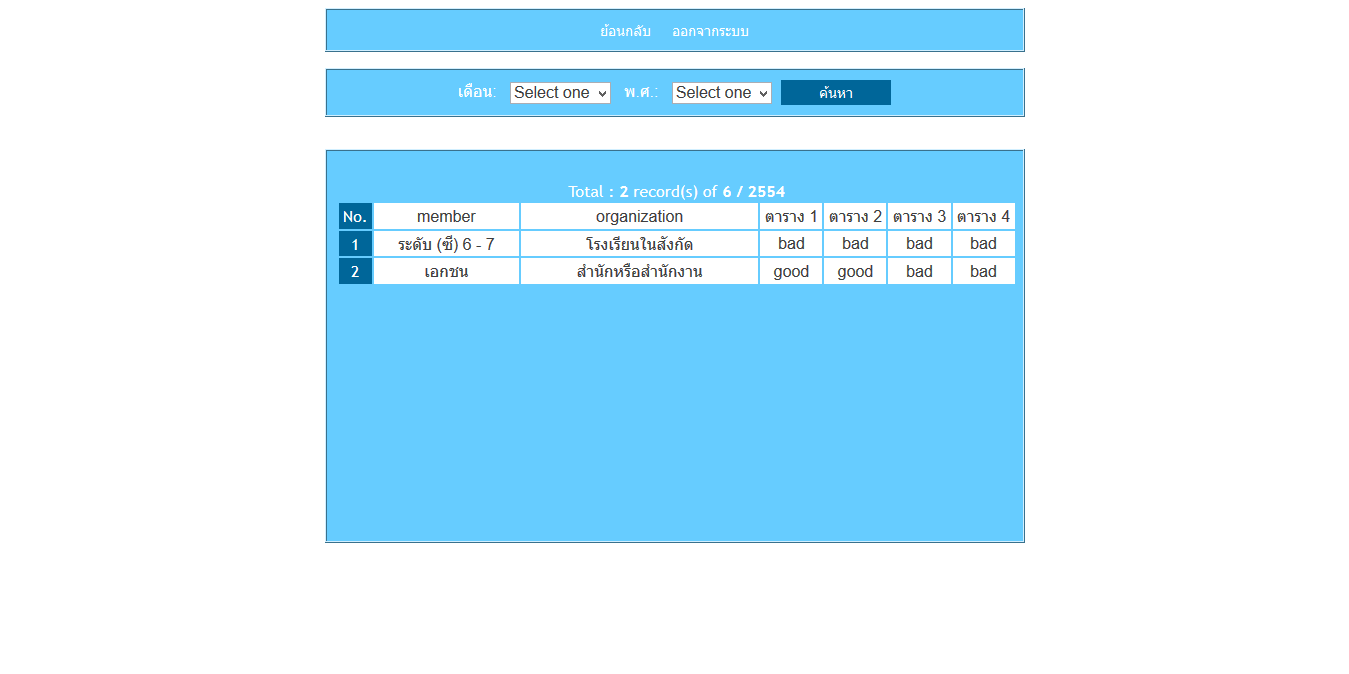 ย้อนกลับ ออกจากระบบ
เดือน: Select one พ.ศ.: Select one ค้นหา
Total : 2 record(s) of 6 / 2554
No. member organization ตาราง 1 ตาราง 2 ตาราง 3 ตาราง 4
1 ระดับ (ซี) 6 - 7 โรงเรียนในสังกัด bad bad bad bad
2 เอกชน สำนักหรือสำนักงาน good good bad bad